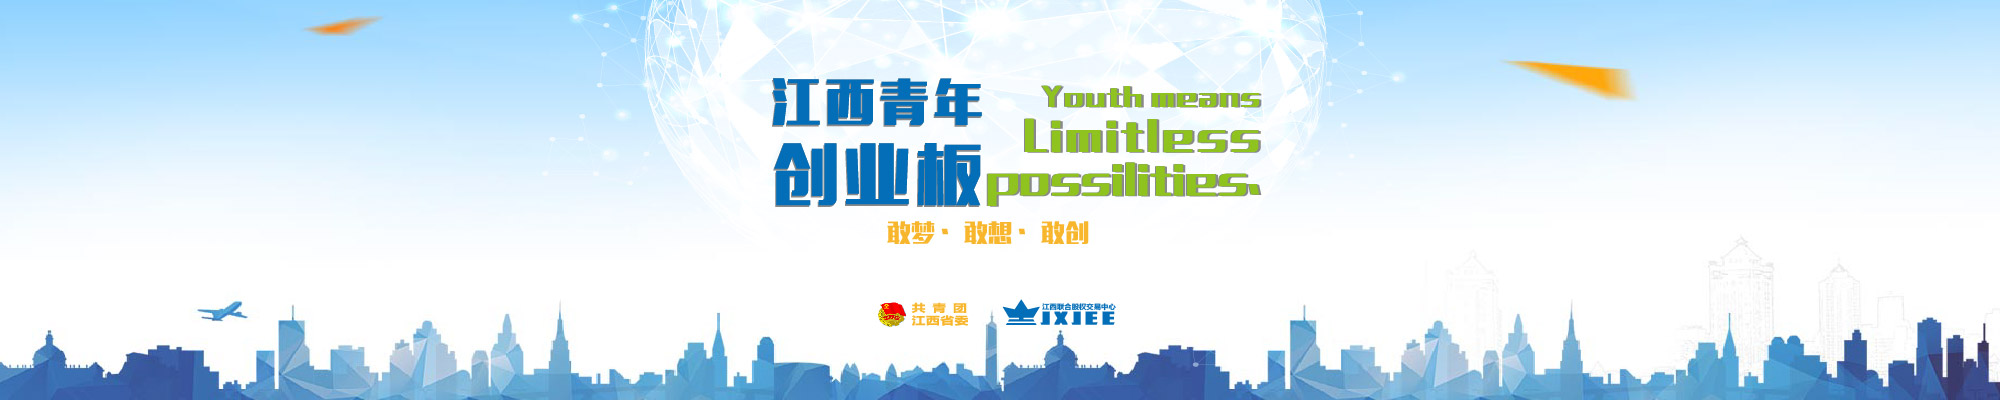 江西青年
创业板
Youth means
Limitless
possilities、
敢梦、敢想、敢创
共青团
江西省委
江西联合股权交易中心
JXJEE